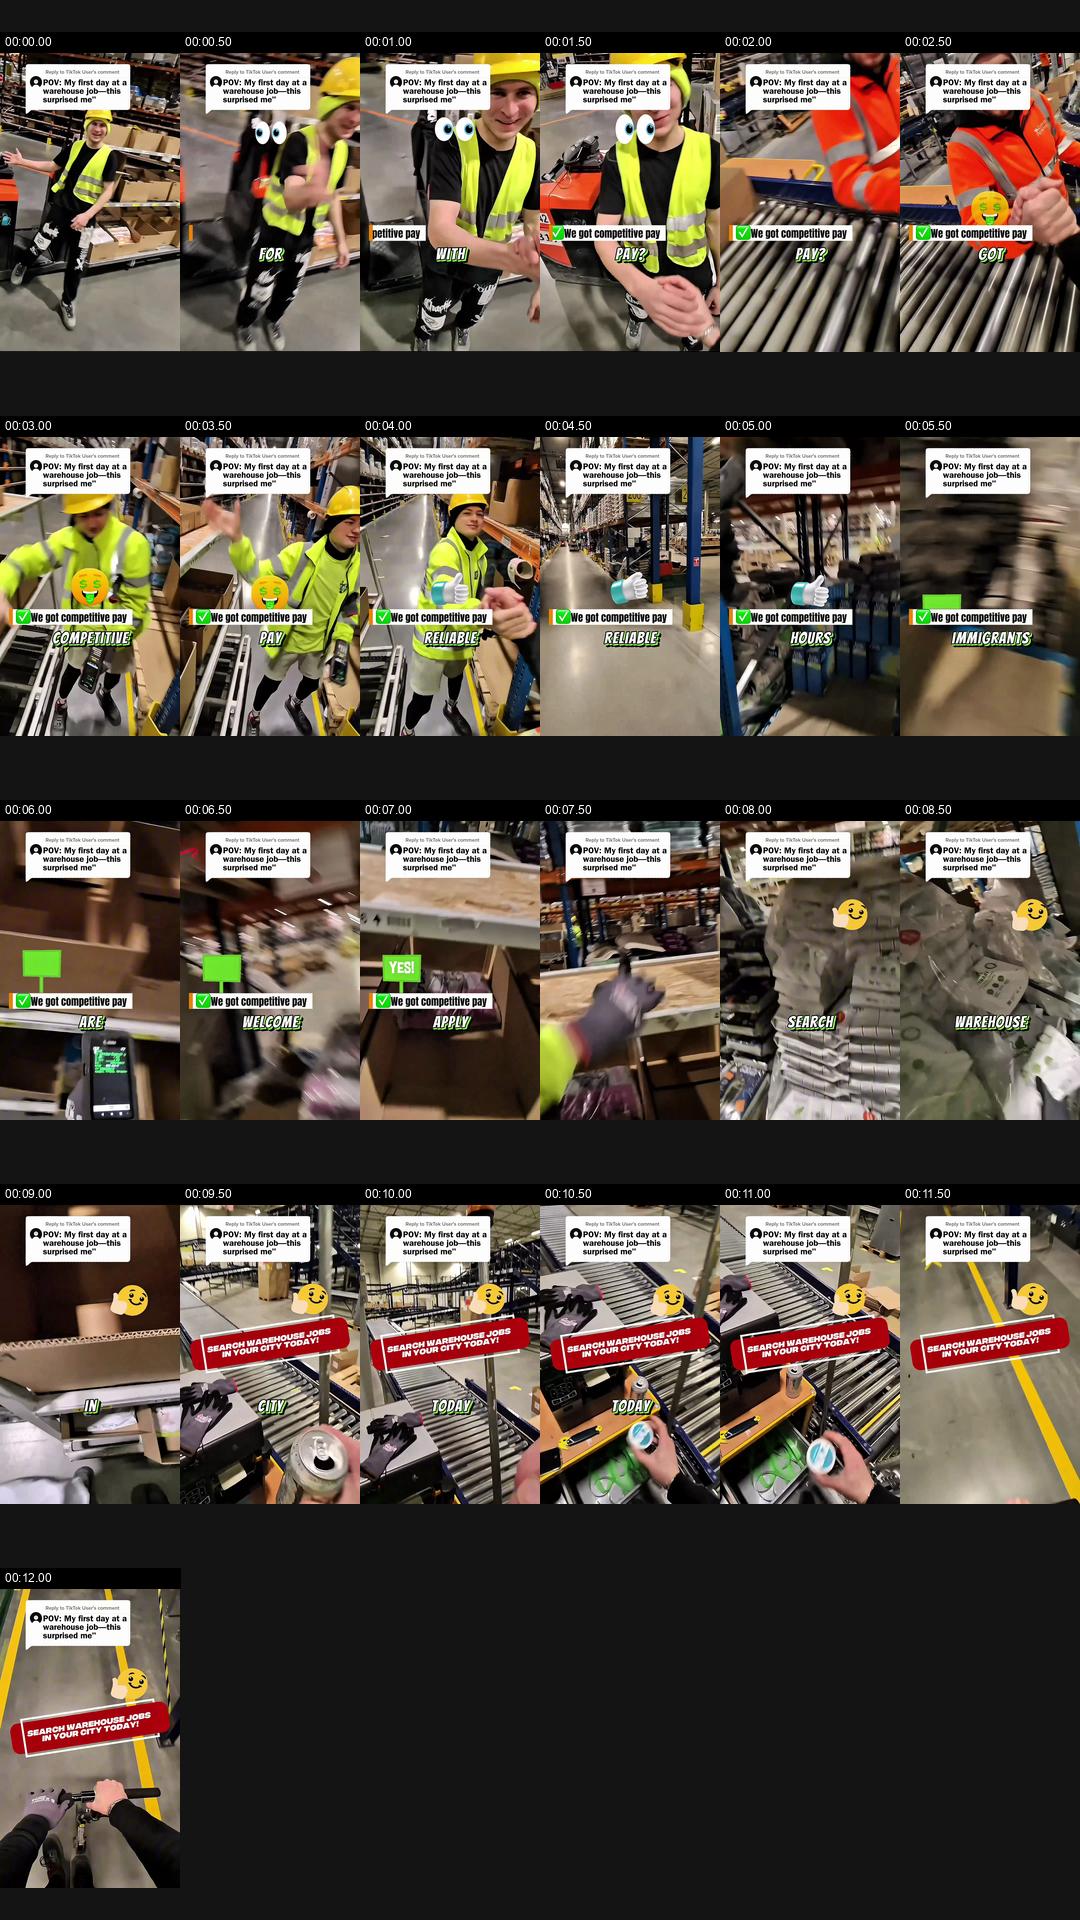 00:00.00
00:00.50
00:01.00
00:01.50
00:02.00
00:02.50
Reply to TikTok User's comment
POV: My first day at a
warehouse job—this
surprised me"
Reply to TikTok User's comment
POV: My first day at a
warehouse job—this
surprised me"
FOR
Reply to TikTok User's comment
POV: My first day at a
warehouse job—this
surprised me"
petitive pay
WITH
Reply to TikTok User's comment
POV: My first day at a
warehouse job—this
surprised me"
We got competitive pay
PAY?
Reply to TikTok User's comment
POV: My first day at a
warehouse job—this
surprised me"
We got competitive pay
PAY?
Reply to TikTok User's comment
POV: My first day at a
warehouse job—this
surprised me"
We got competitive pay
GOT
00:03.00
00:03.50
00:04.00
00:04.50
00:05.00
00:05.50
Reply to TikTok User's comment
POV: My first day at a
warehouse job—this
surprised me"
We got competitive pay
COMPETITIVE
Reply to TikTok User's comment
POV: My first day at a
warehouse job—this
surprised me"
We got competitive pay
PAY
Reply to TikTok User's comment
POV: My first day at a
warehouse job—this
surprised me"
We got competitive pay
RELIABLE
Reply to TikTok User's comment
POV: My first day at a
warehouse job—this
surprised me"
We got competitive pay
RELIABLE
Reply to TikTok User's comment
POV: My first day at a
warehouse job—this
surprised me"
We got competitive pay
HOURS
Reply to TikTok User's comment
POV: My first day at a
warehouse job—this
surprised me"
We got competitive pay
IMMIGRANTS
00:06.00
00:06.50
00:07.00
00:07.50
00:08.00
00:08.50
Reply to TikTok User's comment
POV: My first day at a
warehouse job—this
surprised me"
We got competitive pay
ARE
Reply to TikTok User's comment
POV: My first day at a
warehouse job—this
surprised me"
We got competitive pay
WELCOME
Reply to TikTok User's comment
POV: My first day at a
warehouse job—this
surprised me"
YES!
We got competitive pay
APPLY
Reply to TikTok User's comment
POV: My first day at a
warehouse job—this
surprised me"
Reply to TikTok User's comment
POV: My first day at a
warehouse job—this
surprised me"
SEARCH
Reply to TikTok User's comment
POV: My first day at a
warehouse job—this
surprised me"
WAREHOUSE
00:09.00
00:09.50
00:10.00
00:10.50
00:11.00
00:11.50
Reply to TikTok User's comment
POV: My first day at a
warehouse job—this
surprised me"
IN
Reply to TikTok User's comment
POV: My first day at a
warehouse job—this
surprised me"
SEARCH WAREHOUSE JOBS
IN YOUR CITY TODAY!
CITY
Reply to TikTok User's comment
POV: My first day at a
warehouse job—this
surprised me"
SEARCH WAREHOUSE JOBS
IN YOUR CITY TODAY!
TODAY
Reply to TikTok User's comment
POV: My first day at a
warehouse job—this
surprised me"
SEARCH WAREHOUSE JOBS
IN YOUR CITY TODAY!
TODAY
Reply to TikTok User's comment
POV: My first day at a
warehouse job—this
surprised me"
SEARCH WAREHOUSE JOBS
IN YOUR CITY TODAY!
Reply to TikTok User's comment
POV: My first day at a
warehouse job—this
surprised me"
SEARCH WAREHOUSE JOBS
IN YOUR CITY TODAY!
00:12.00
Reply to TikTok User's comment
POV: My first day at a
warehouse job—this
surprised me"
SEARCH WAREHOUSE JOBS
IN YOUR CITY TODAY!